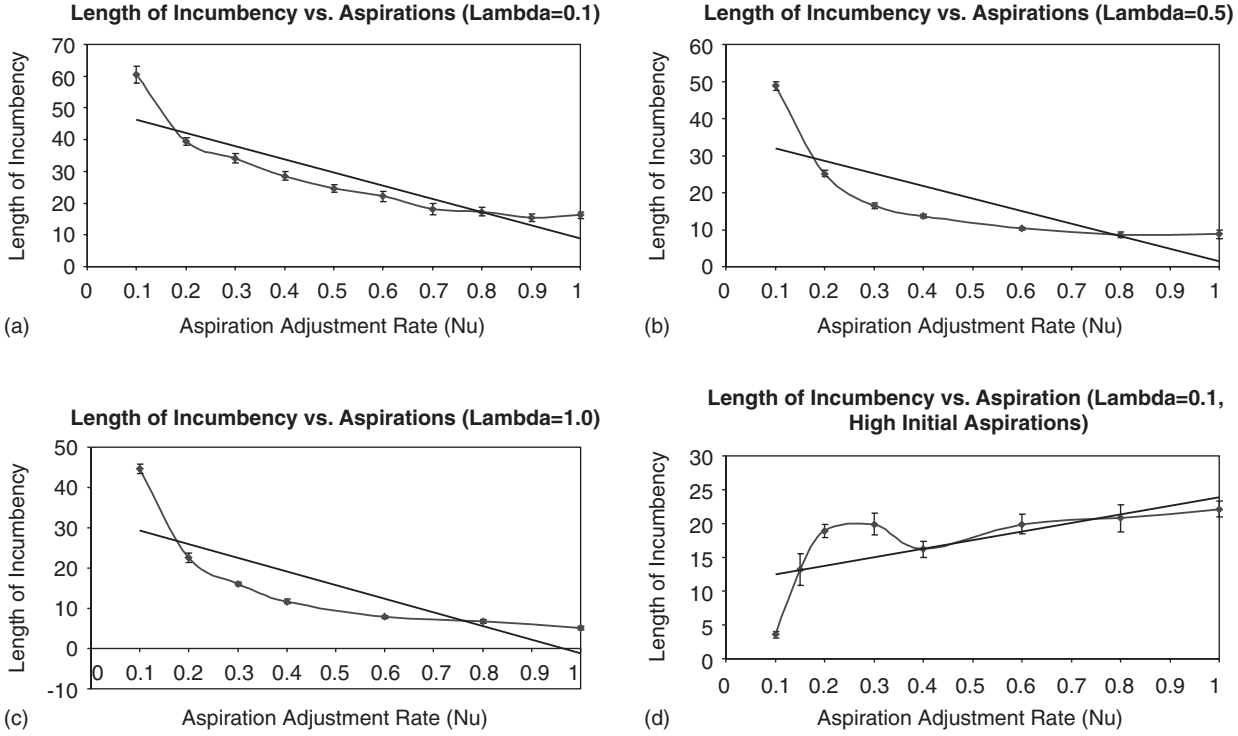 Length of Incumbency vs. Aspirations (Lambda=0.1)
Length of Incumbency
70
60
50
40
30
20
10
0
0 0.1 0.2 0.3 0.4 0.5 0.6 0.7 0.8 0.9 1
(a)
Aspiration Adjustment Rate (Nu)
Length of Incumbency vs. Aspirations (Lambda=0.5)
Length of Incumbency
60
50
40
30
20
10
0
0 0.1 0.2 0.3 0.4 0.5 0.6 0.7 0.8 0.9 1
(b)
Aspiration Adjustment Rate (Nu)
Length of Incumbency vs. Aspirations (Lambda=1.0)
Length of Incumbency
50
40
30
20
10
0
-10
0 0.1 0.2 0.3 0.4 0.5 0.6 0.7 0.8 0.9 1
(c)
Aspiration Adjustment Rate (Nu)
Length of Incumbency vs. Aspiration (Lambda=0.1,
High Initial Aspirations)
Length of Incumbency
30
25
20
15
10
5
0
0 0.1 0.2 0.3 0.4 0.5 0.6 0.7 0.8 0.9 1
(d)
Aspiration Adjustment Rate (Nu)